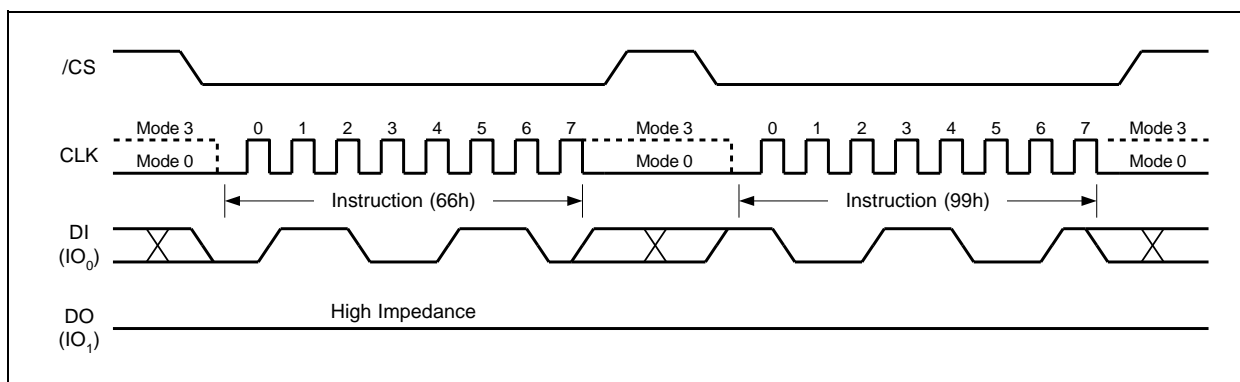 /CS
Mode 3 0 1 2 3 4 5 6 7 Mode 3 0 1 2 3 4 5 6 7 Mode 3
CLK
Mode 0 Mode 0 Mode 0
Instruction (66h) Instruction (99h)
DI
(IO₀)
High Impedance
DO
(IO₁)